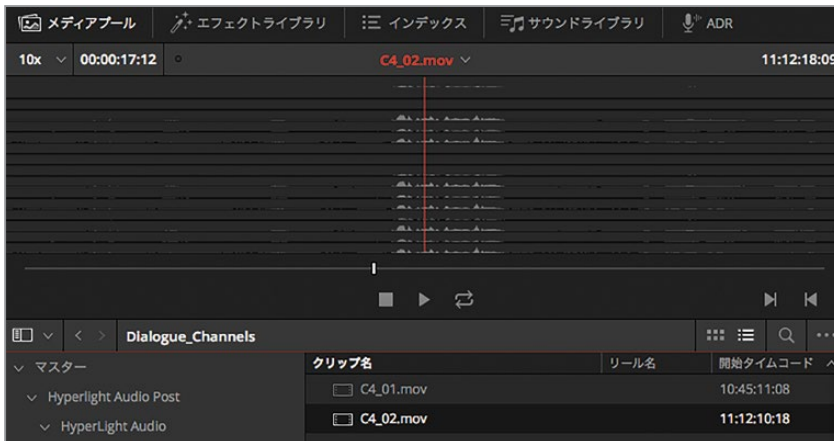 メディアプール エフェクトライブラリ インデックス サウンドライブラリ ADR
10x 00:00:17:12 C4_02.mov 11:12:18:09
Dialogue_Channels
マスター クリップ名 リール名 開始タイムコード
Hyperlight Audio Post C4_01.mov 10:45:11:08
HyperLight Audio C4_02.mov 11:12:10:18